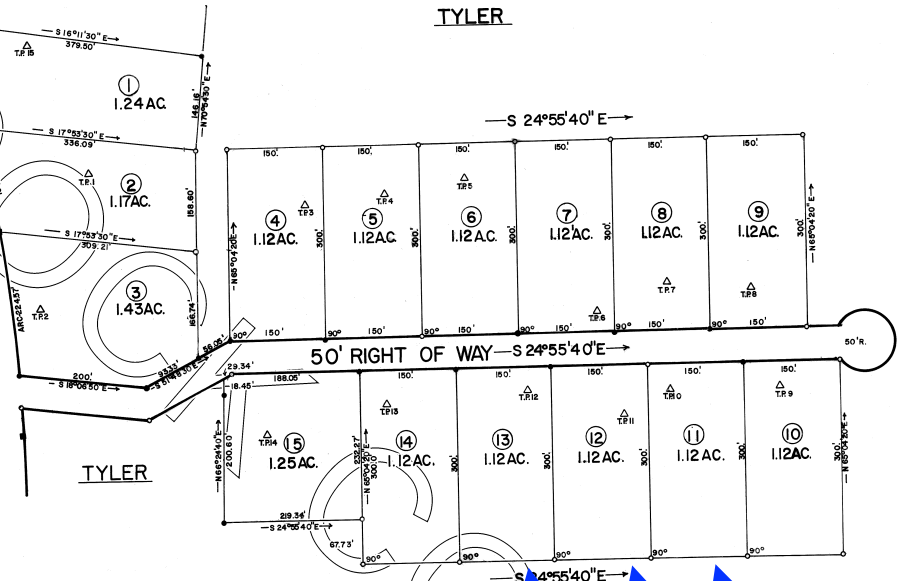 TYLER
S 16°11'30" E
379.50'
T.P. 15
1
1.24 AC.
146.16'
N 70°54'30" E
S 17°53'30" E
336.09'
T.P. 1
2
1.17 AC.
158.60'
S 17°53'30" E
309.21'
3
1.43 AC.
166.74'
T.P. 2
ARC-224.57'
200'
S 16°06'50" E
93.33'
56.05'
S 24°55'40" E
150.'
150.'
150.'
150.'
150.'
150.'
T.P. 3
T.P. 4
T.P. 5
4
1.12 AC.
5
1.12 AC.
6
1.12 AC.
7
1.12 AC.
8
1.12 AC.
9
1.12 AC.
N 65°04'20" E
300.'
300.'
300.'
300.'
300.'
300.'
N 65°04'20" E
T.P. 6
T.P. 7
T.P. 8
90°
150.'
90°
150.'
90°
150.'
90°
150.'
90°
150.'
90°
150.'
50' RIGHT OF WAY
S 24°55'40" E
50' R.
29.34'
18.45'
188.05'
150.'
150.'
150.'
150.'
150.'
T.P. 14
T.P. 13
T.P. 12
T.P. 11
T.P. 10
T.P. 9
15
1.25 AC.
14
1.12 AC.
13
1.12 AC.
12
1.12 AC.
11
1.12 AC.
10
1.12 AC.
N 66°24'40" E
200.60'
232.27'
N 65°04'20" E
300.0'
300.'
300.'
300.'
300.'
300.'
N 65°04'20" E
TYLER
219.34'
S 24°55'40" E
67.73'
90°
90°
90°
90°
90°